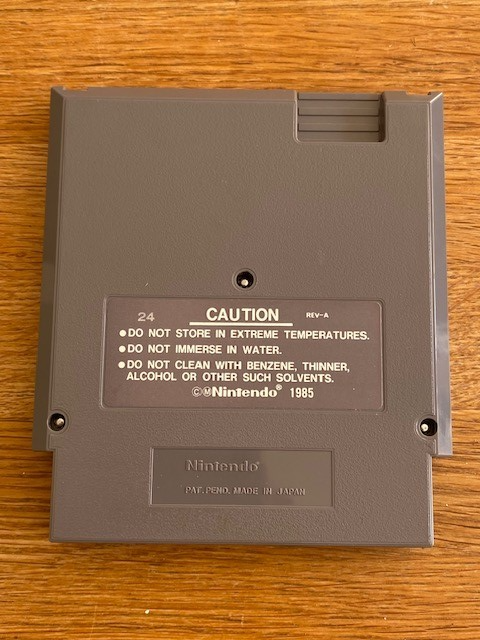 24 CAUTION REV-A
●DO NOT STORE IN EXTREME TEMPERATURES.
●DO NOT IMMERSE IN WATER.
●DO NOT CLEAN WITH BENZENE, THINNER,
ALCOHOL OR OTHER SUCH SOLVENTS.
©ⓂNintendo® 1985
Nintendo®
PAT. PEND. MADE IN JAPAN